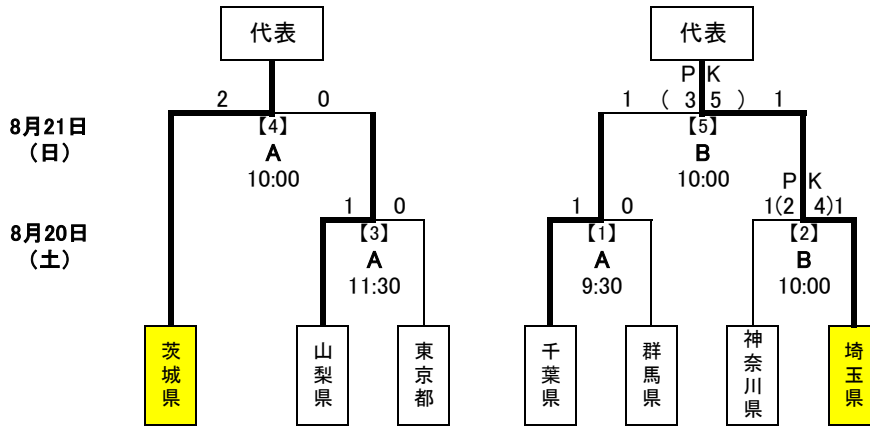 代表 代表
P K
2 0 1 ( 3 5 ) 1
8月21日
(日)
【4】 【5】
A B
10:00 10:00
P K
1 0 1 0 1(2 4)1
8月20日
(土)
【3】 【1】 【2】
A A B
11:30 9:30 10:00
茨城県 山梨県 東京都 千葉県 群馬県 神奈川県 埼玉県